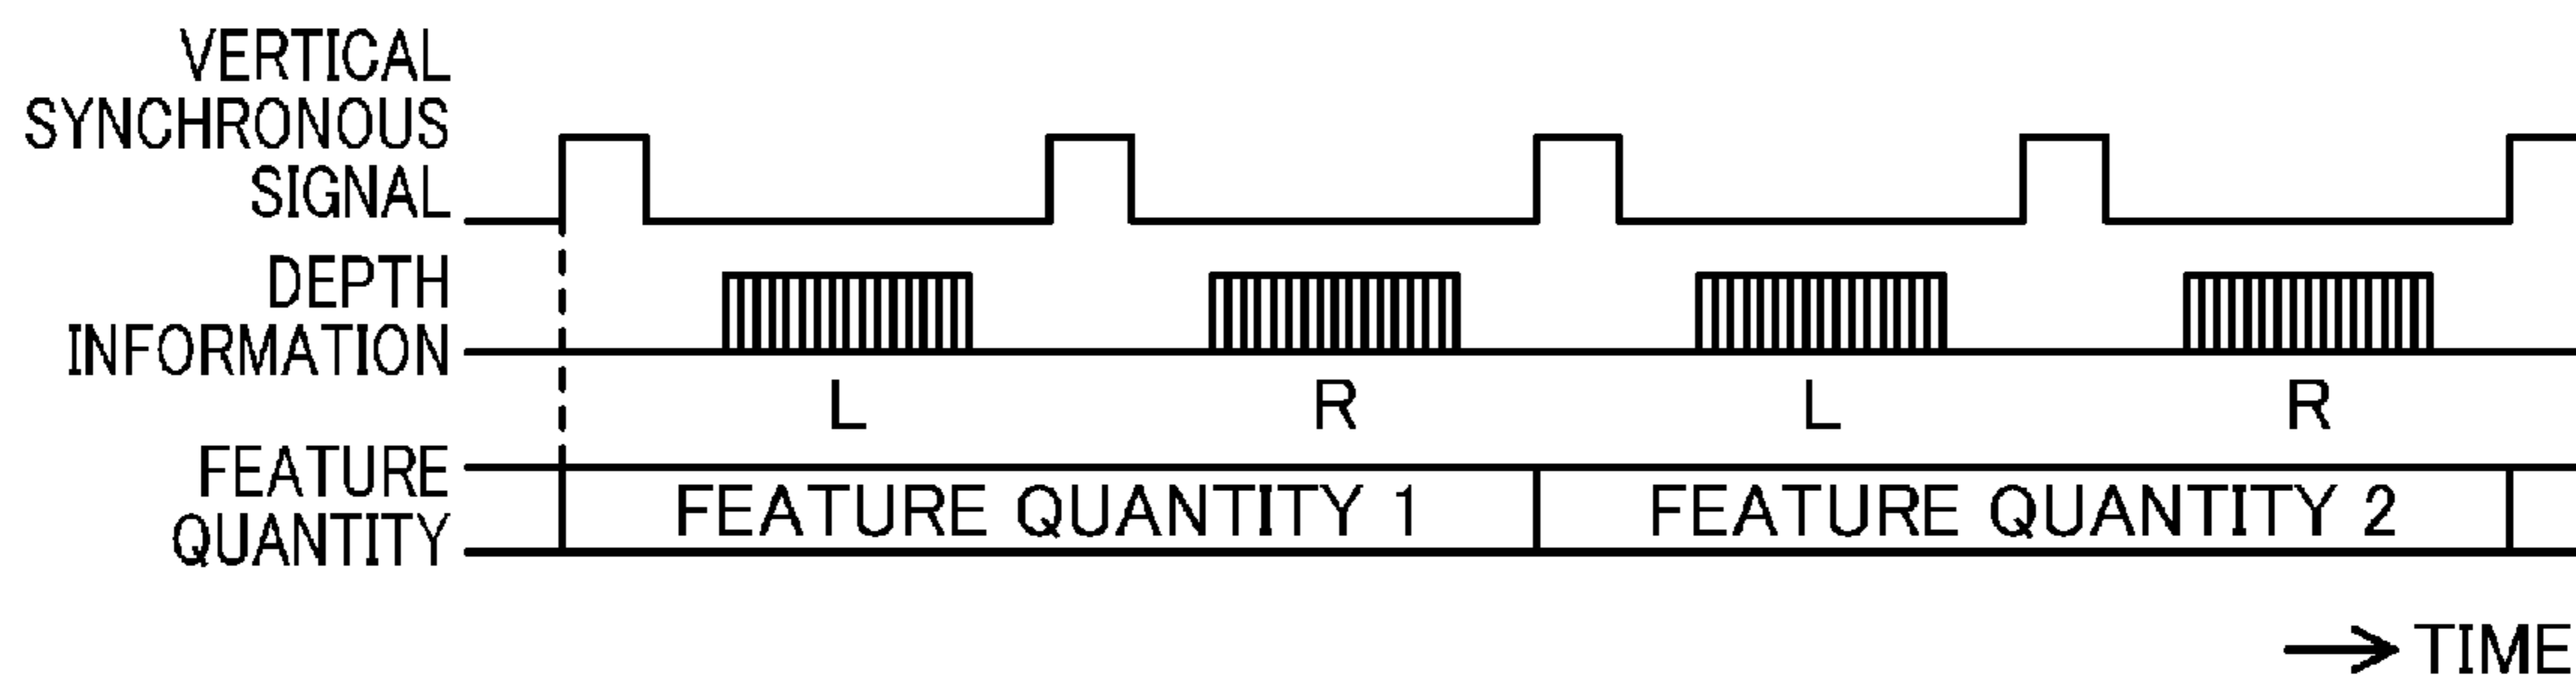 VERTICAL
SYNCHRONOUS
SIGNAL
DEPTH
INFORMATION
L R L R
FEATURE
QUANTITY
FEATURE QUANTITY 1 FEATURE QUANTITY 2
TIME